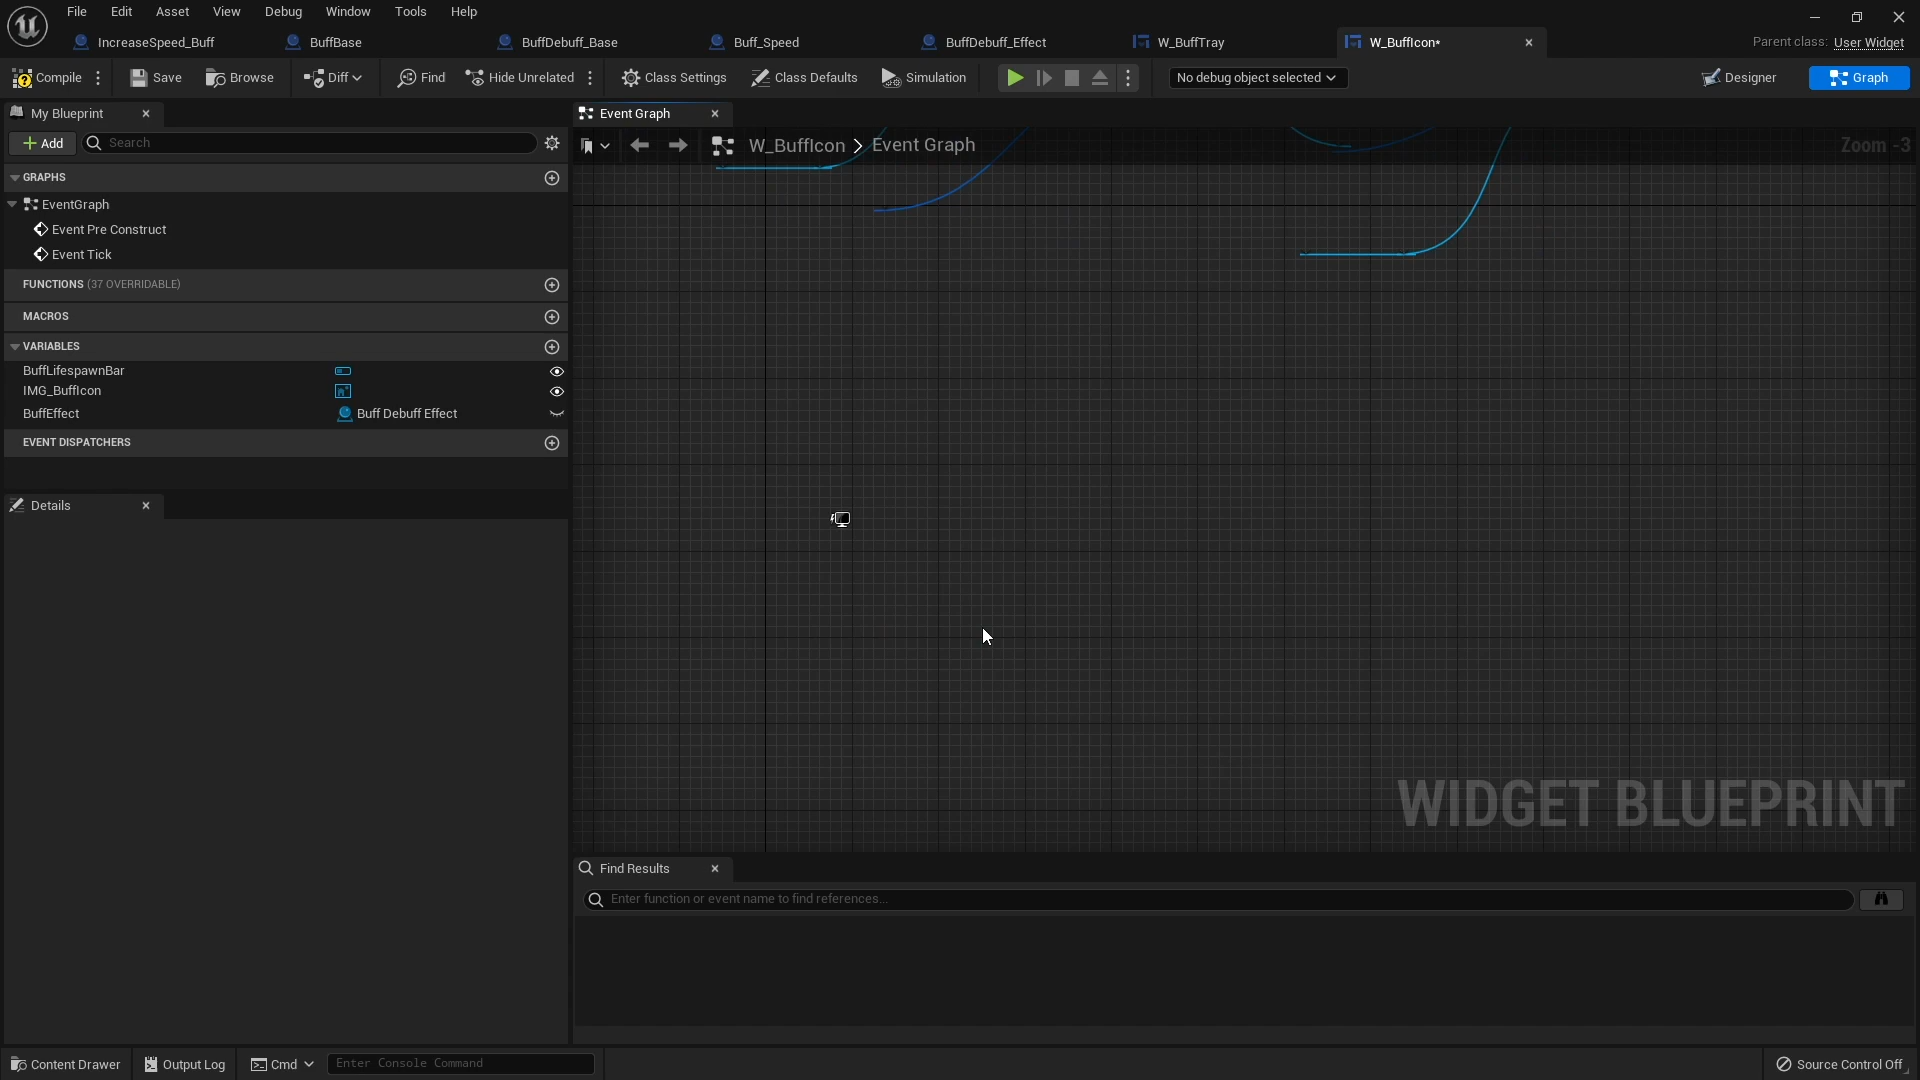 File Edit Asset View Debug Window Tools Help
IncreaseSpeed_Buff BuffBase BuffDebuff_Base Buff_Speed BuffDebuff_Effect W_BuffTray W_BuffIcon* Parent class: User Widget
Compile Save Browse Diff Find Hide Unrelated Class Settings Class Defaults Simulation No debug object selected Designer Graph
My Blueprint
Event Graph
+ Add Search
W_BuffIcon > Event Graph Zoom -3
GRAPHS
EventGraph
Event Pre Construct
Event Tick
FUNCTIONS (37 OVERRIDABLE)
MACROS
VARIABLES
BuffLifespawnBar
IMG_BuffIcon
BuffEffect Buff Debuff Effect
EVENT DISPATCHERS
Details
WIDGET BLUEPRINT
Find Results
Enter function or event name to find references...
Content Drawer Output Log Cmd Enter Console Command Source Control Off